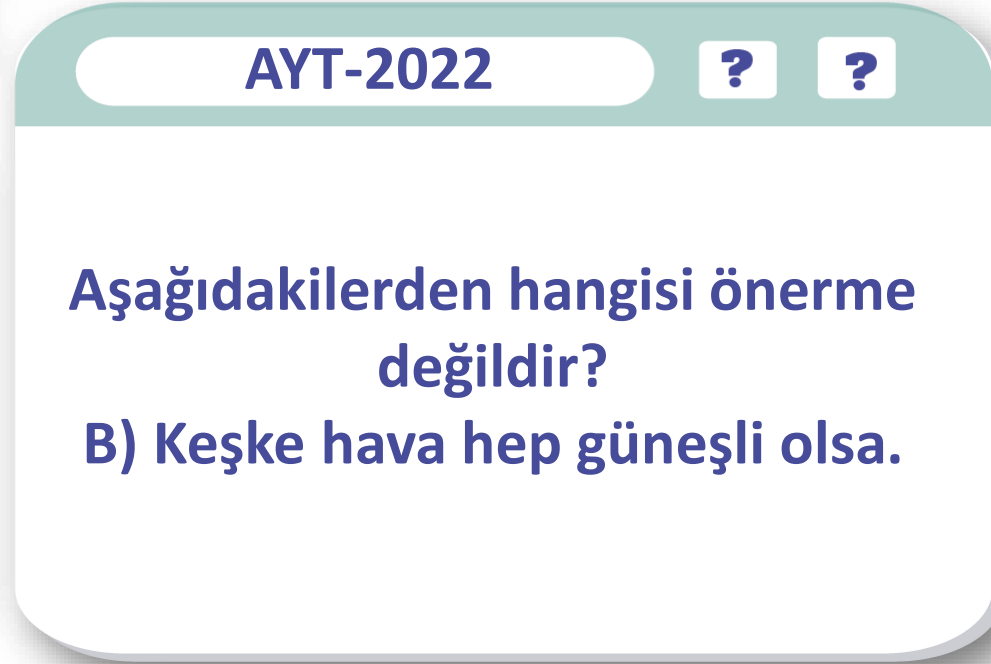 AYT-2022
?
?
Aşağıdakilerden hangisi önerme
değildir?
B) Keşke hava hep güneşli olsa.